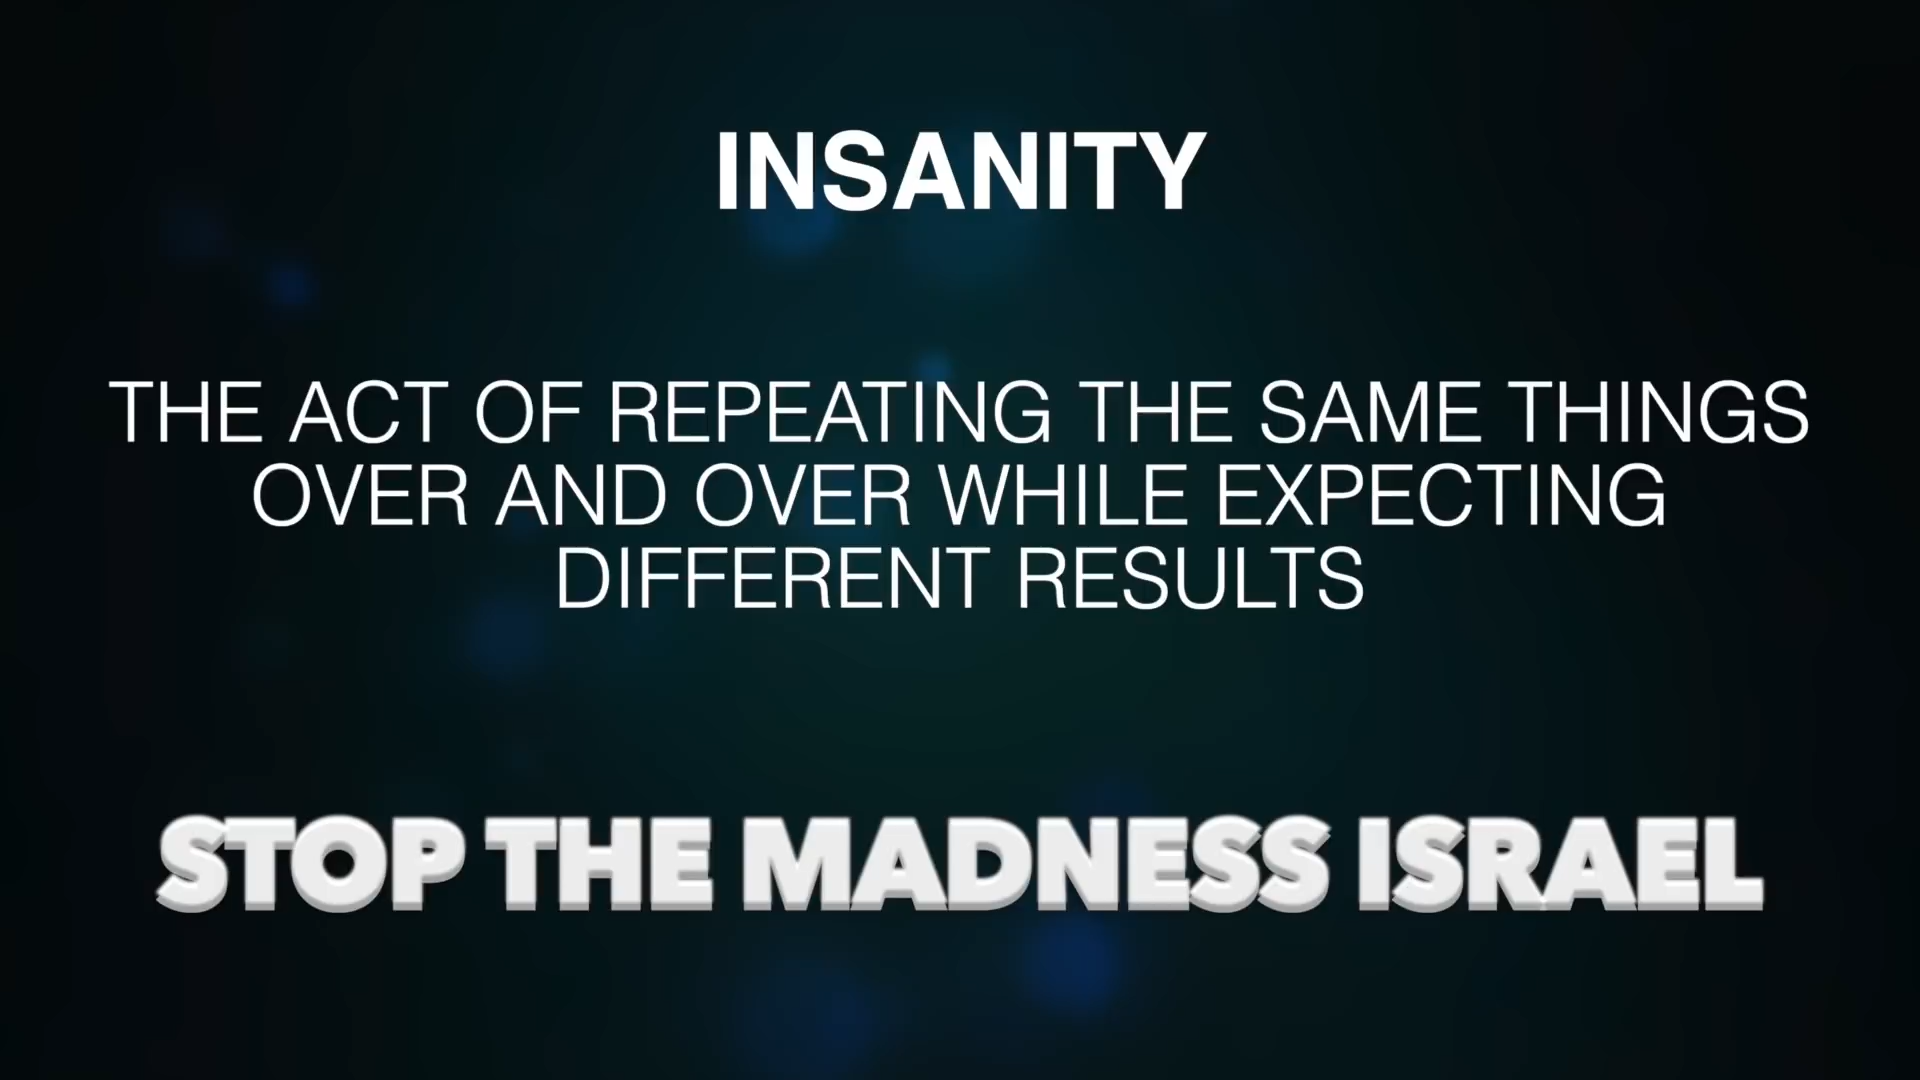 INSANITY
THE ACT OF REPEATING THE SAME THINGS
OVER AND OVER WHILE EXPECTING
DIFFERENT RESULTS
STOP THE MADNESS ISRAEL